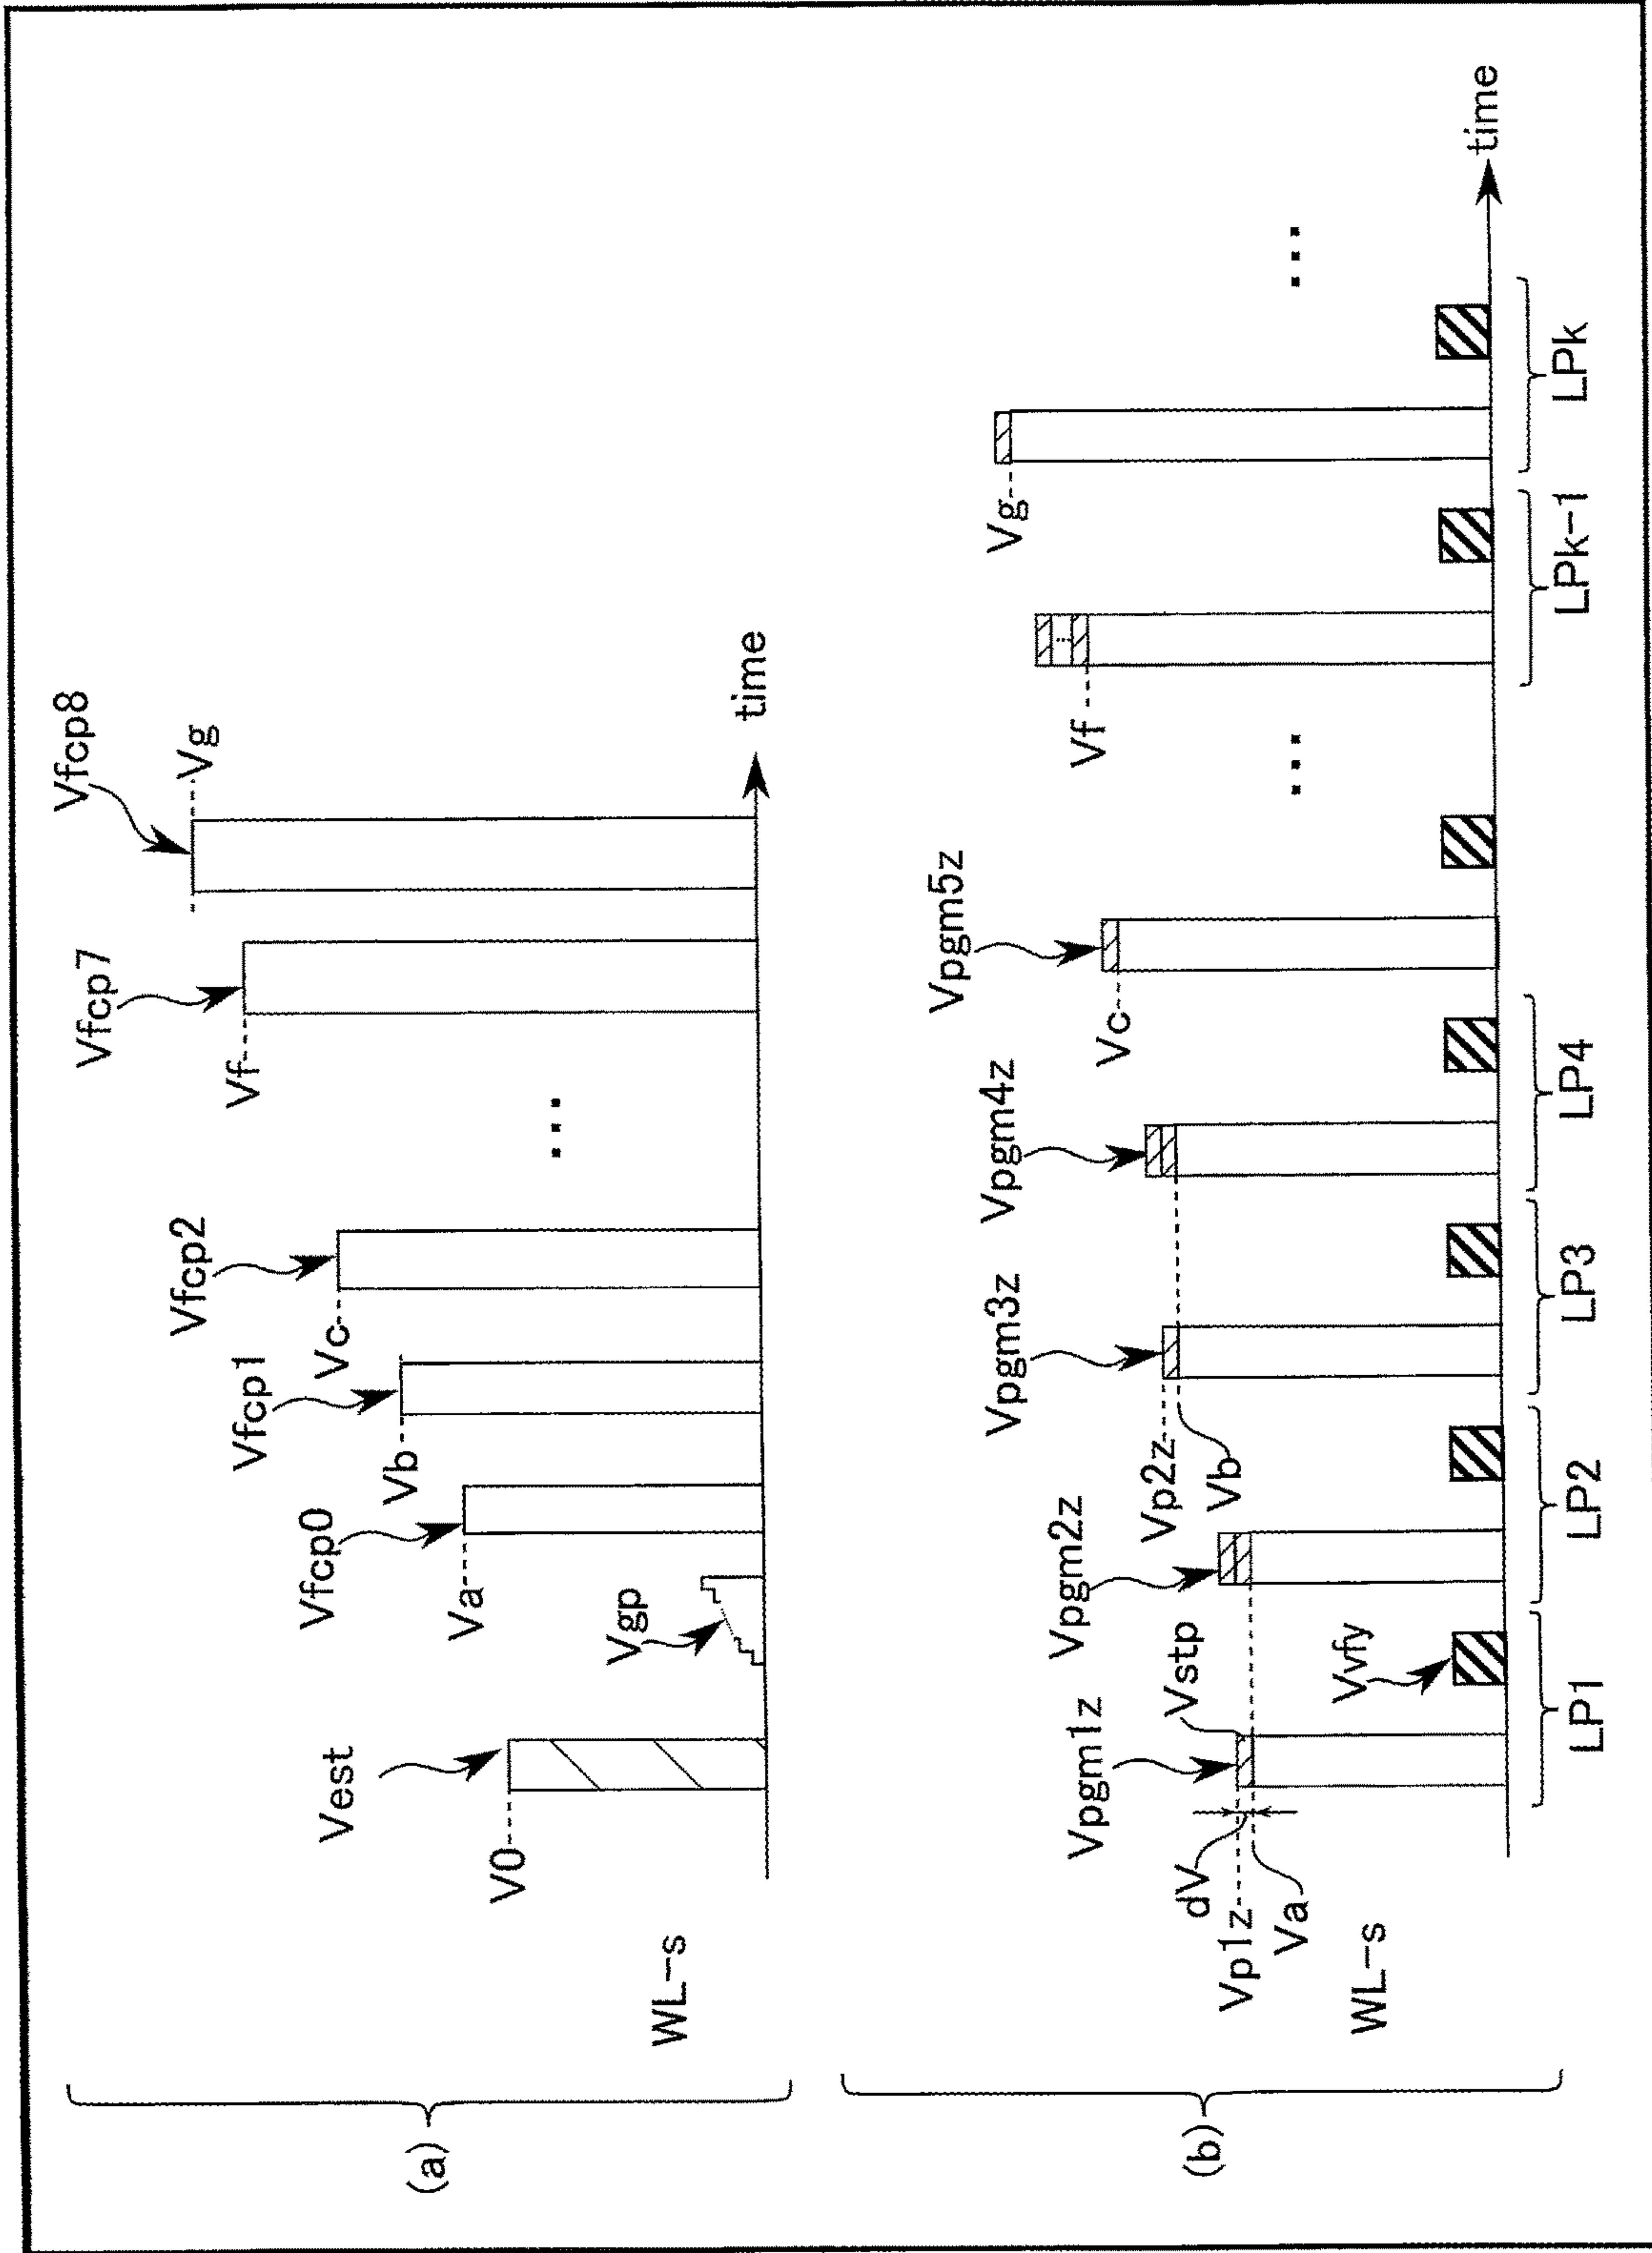 (a)
Vfcp8
Vg
Vfcp7
Vf
Vfcp2
Vc
Vfcp1
Vb
Vfcp0
Va
Vest
V0
Vgp
...
WL-s
time
(b)
Vg
Vf
Vpgm5z
Vc
Vpgm4z
Vpgm3z
Vp2z
Vb
Vpgm2z
Vpgm1z
Vstp
dV
Vp1z
Va
Vvfy
...
...
WL-s
time
LP1
LP2
LP3
LP4
LPk-1
LPk